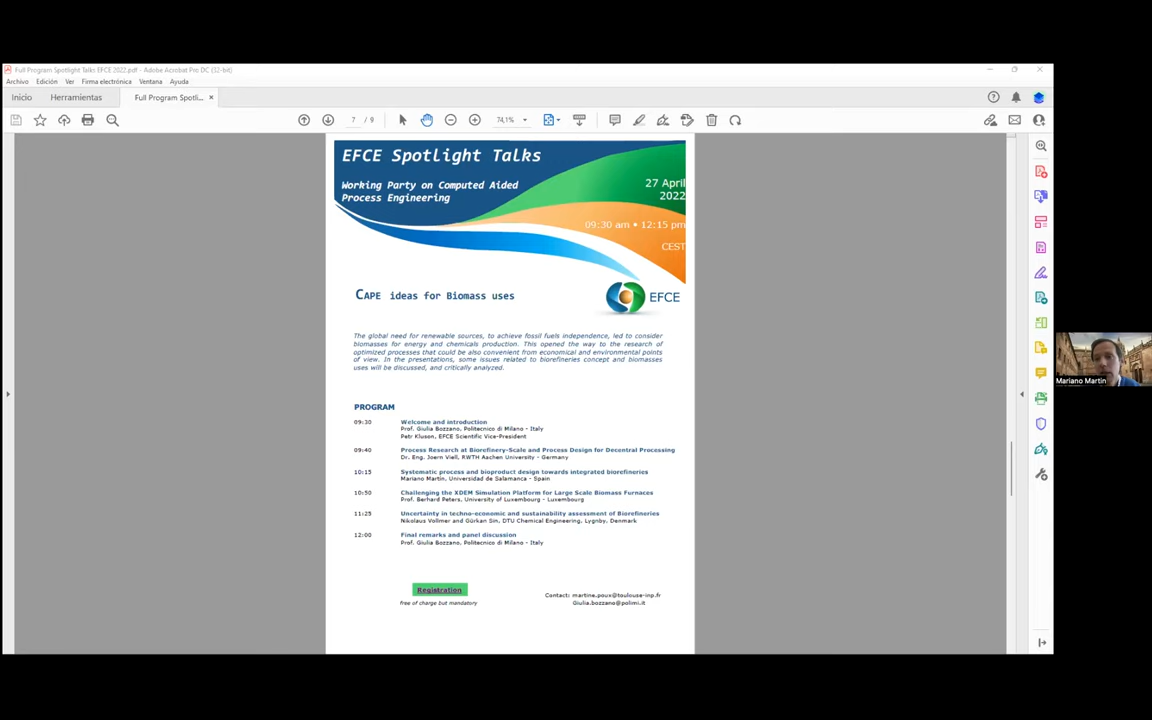 Full Program Spotlight Talks EFCE 2022.pdf - Adobe Acrobat Pro DC (32-bit)
Archivo Edición Ver Firma electrónica Ventana Ayuda
Inicio Herramientas Full Program Spotli... ×
7 / 9 74,1%
EFCE Spotlight Talks
Working Party on Computed Aided
Process Engineering
27 April
2022
09:30 am • 12:15 pm
CEST
EFCE
CAPE ideas for Biomass uses
The global need for renewable sources, to achieve fossil fuels independence, led to consider
biomasses for energy and chemicals production. This opened the way to the research of
optimized processes that could be also convenient from economical and environmental points
of view. In the presentations, some issues related to biorefineries concept and biomasses
uses will be discussed, and critically analyzed.
PROGRAM
09:30 Welcome and introduction
Prof. Giulia Bozzano, Politecnico di Milano - Italy
Petr Kluson, EFCE Scientific Vice-President
09:40 Process Research at Biorefinery-Scale and Process Design for Decentral Processing
Dr. Eng. Joern Viell, RWTH Aachen University - Germany
10:15 Systematic process and bioproduct design towards integrated biorefineries
Mariano Martín, Universidad de Salamanca - Spain
10:50 Challenging the XDEM Simulation Platform for Large Scale Biomass Furnaces
Prof. Berhard Peters, University of Luxembourg - Luxembourg
11:25 Uncertainty in techno-economic and sustainability assessment of Biorefineries
Nikolaus Vollmer and Gürkan Sin, DTU Chemical Engineering, Lygnby, Denmark
12:00 Final remarks and panel discussion
Prof. Giulia Bozzano, Politecnico di Milano - Italy
Registration
free of charge but mandatory
Contact: martine.poux@toulouse-inp.fr
Giulia.bozzano@polimi.it
Mariano Martín